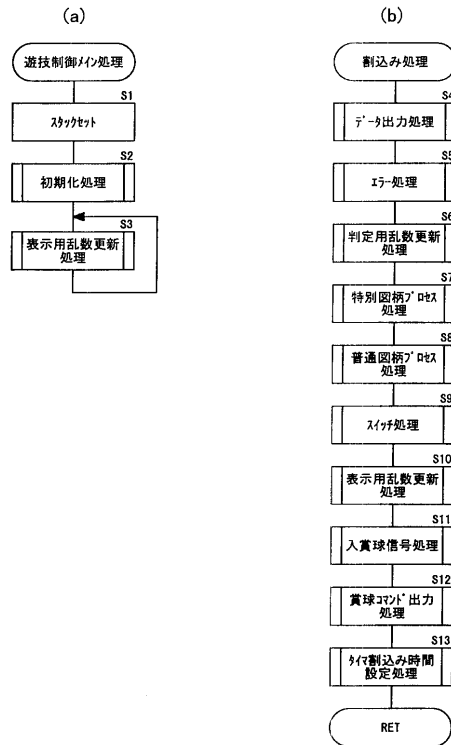 (a)
遊技制御ﾒｲﾝ処理
S1
ｽﾀｯｸｾｯﾄ
S2
初期化処理
S3
表示用乱数更新
処理
(b)
割込み処理
S4
ﾃﾞｰﾀ出力処理
S5
ｴﾗｰ処理
S6
判定用乱数更新
処理
S7
特別図柄ﾌﾟﾛｾｽ
処理
S8
普通図柄ﾌﾟﾛｾｽ
処理
S9
ｽｲｯﾁ処理
S10
表示用乱数更新
処理
S11
入賞球信号処理
S12
賞球ｺﾏﾝﾄﾞ出力
処理
S13
ﾀｲﾏ割込み時間
設定処理
RET